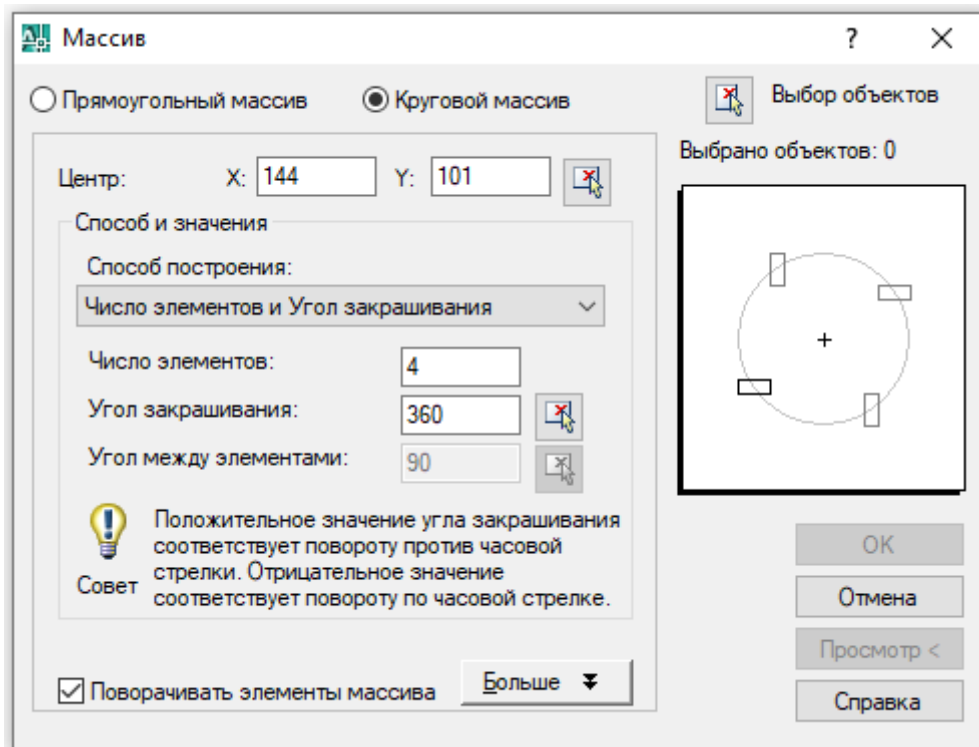 Массив ?
Прямоугольный массив Круговой массив Выбор объектов
Выбрано объектов: 0
Центр: X: 144 Y: 101
Способ и значения
Способ построения:
Число элементов и Угол закрашивания
Число элементов: 4
Угол закрашивания: 360
Угол между элементами: 90
Положительное значение угла закрашивания
соответствует повороту против часовой
стрелки. Отрицательное значение
соответствует повороту по часовой стрелке.
Совет
Поворачивать элементы массива Больше
OK
Отмена
Просмотр <
Справка